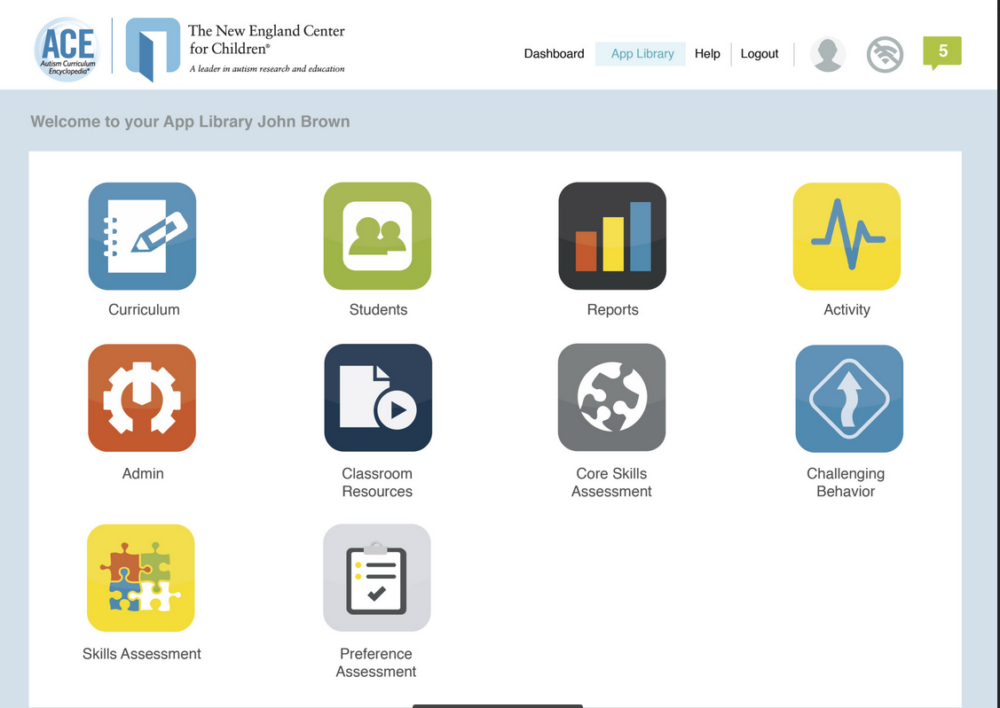 ACE
Autism Curriculum
Encyclopedia®
The New England Center
for Children®
A leader in autism research and education
Dashboard
App Library
Help
Logout
5
Welcome to your App Library John Brown
Curriculum
Students
Reports
Activity
Admin
Classroom
Resources
Core Skills
Assessment
Challenging
Behavior
Skills Assessment
Preference
Assessment